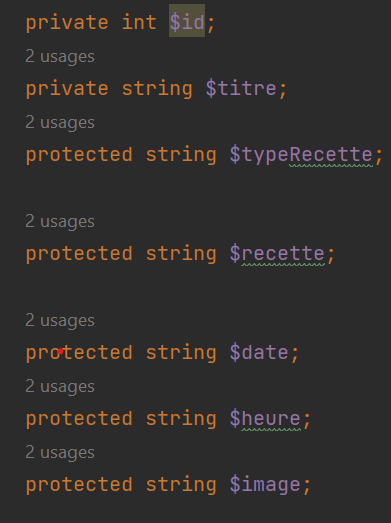 private int $id;
2 usages
private string $titre;
2 usages
protected string $typeRecette;
2 usages
protected string $recette;
2 usages
protected string $date;
2 usages
protected string $heure;
2 usages
protected string $image;